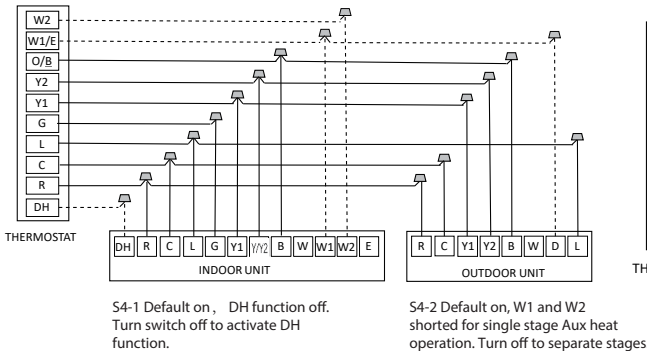 W2
W1/E
O/B
Y2
Y1
G
L
C
R
DH
THERMOSTAT
DH R C L G Y1 Y/Y2 B W W1 W2 E
INDOOR UNIT
R C Y1 Y2 B W D L
OUTDOOR UNIT
TH
S4-1 Default on， DH function off.
Turn switch off to activate DH
function.
S4-2 Default on, W1 and W2
shorted for single stage Aux heat
operation. Turn off to separate stages